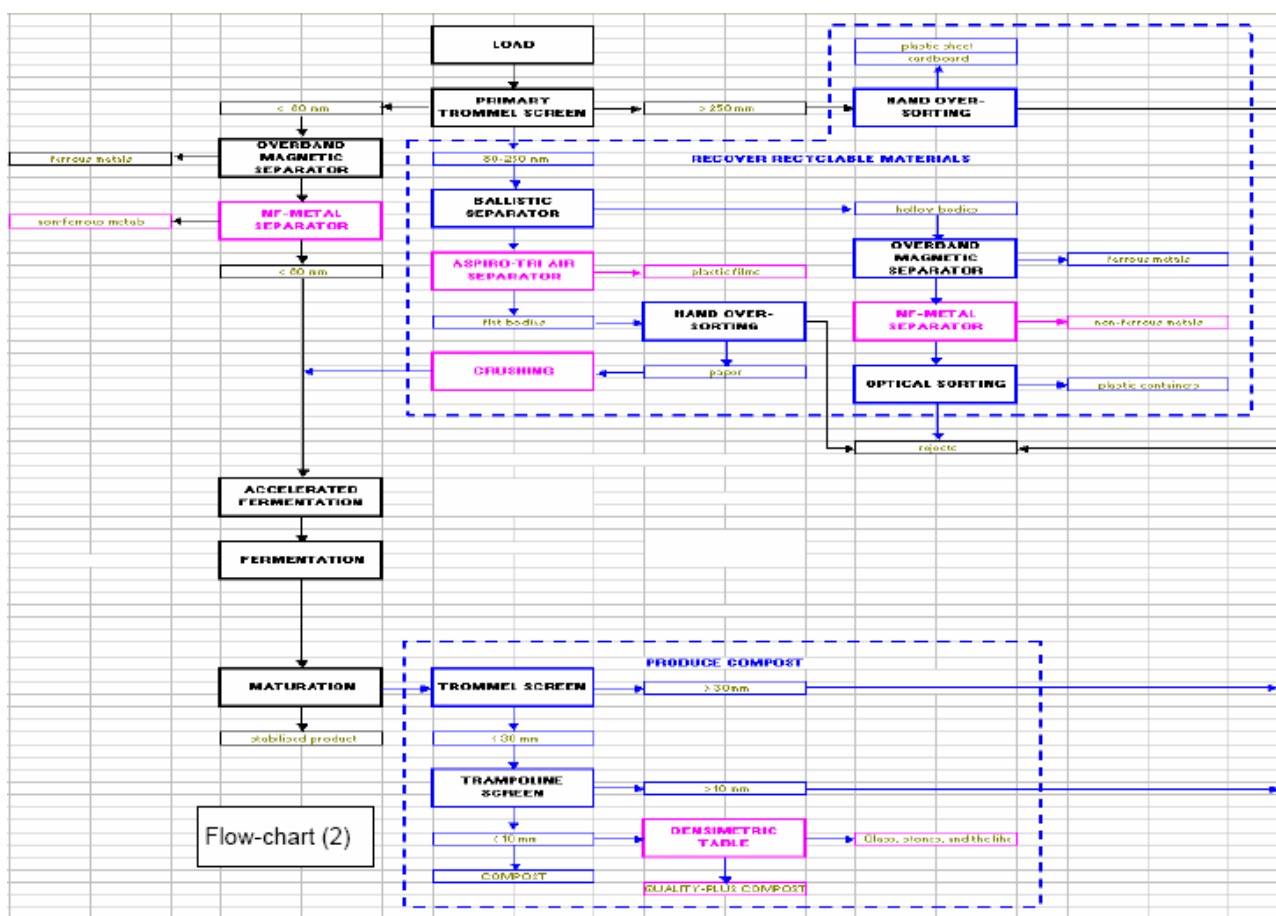 LOAD
plastic sheet
cardboard
< 80 mm
PRIMARY
TROMMEL SCREEN
> 250 mm
HAND OVER-
SORTING
ferrous metals
OVERBAND
MAGNETIC
SEPARATOR
80-250 mm
RECOVER RECYCLABLE MATERIALS
BALLISTIC
SEPARATOR
hollow bodies
non-ferrous metals
NF-METAL
SEPARATOR
OVERBAND
MAGNETIC
SEPARATOR
ferrous metals
< 80 mm
ASPIRO-TRI AIR
SEPARATOR
plastic films
flat bodies
HAND OVER-
SORTING
NF-METAL
SEPARATOR
non-ferrous metals
CRUSHING
paper
OPTICAL SORTING
plastic containers
rejects
ACCELERATED
FERMENTATION
FERMENTATION
PRODUCE COMPOST
MATURATION
TROMMEL SCREEN
> 30mm
stabilised product
< 30 mm
TRAMPOLINE
SCREEN
>10 mm
Flow-chart (2)
< 10 mm
DENSIMETRIC
TABLE
Glass, stones, and the like
COMPOST
QUALITY-PLUS COMPOST